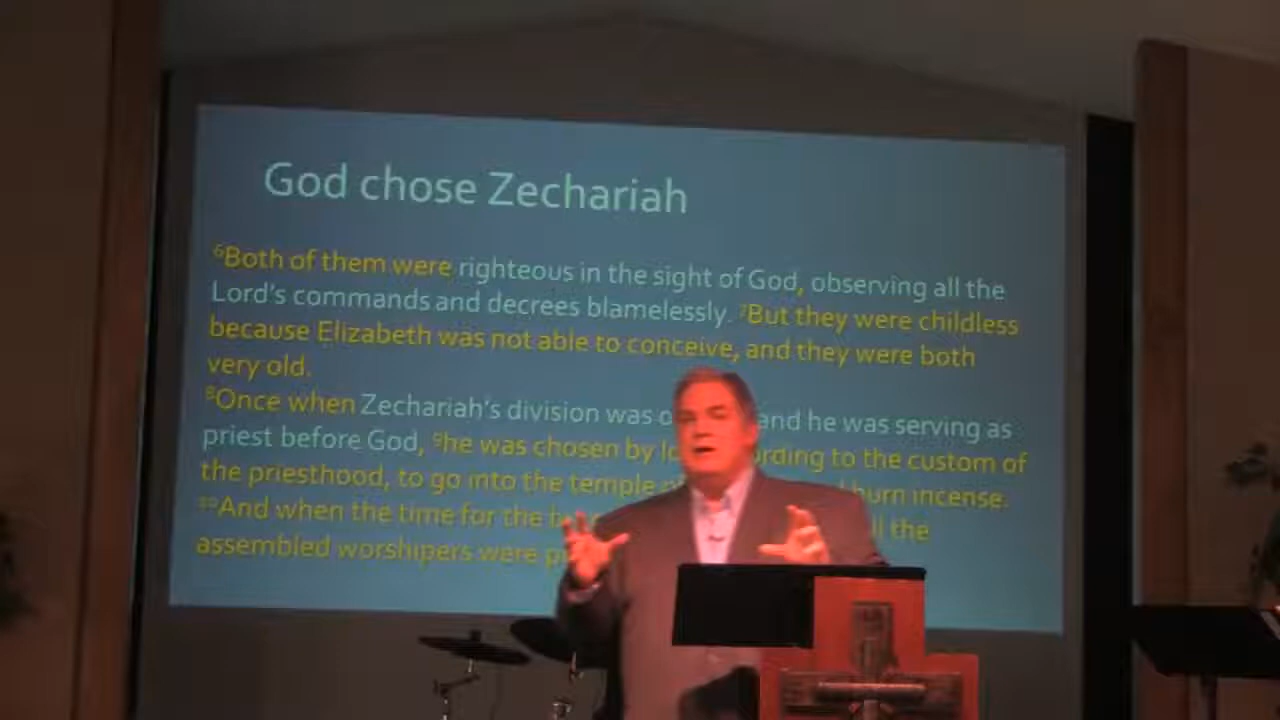 God chose Zechariah
⁶Both of them were righteous in the sight of God, observing all the
Lord's commands and decrees blamelessly. ⁷But they were childless
because Elizabeth was not able to conceive, and they were both
very old.
⁸Once when Zechariah's division was o and he was serving as
priest before God, ⁹he was chosen by lo ording to the custom of
the priesthood, to go into the temple burn incense.
¹⁰And when the time for the b ll the
assembled worshipers were p